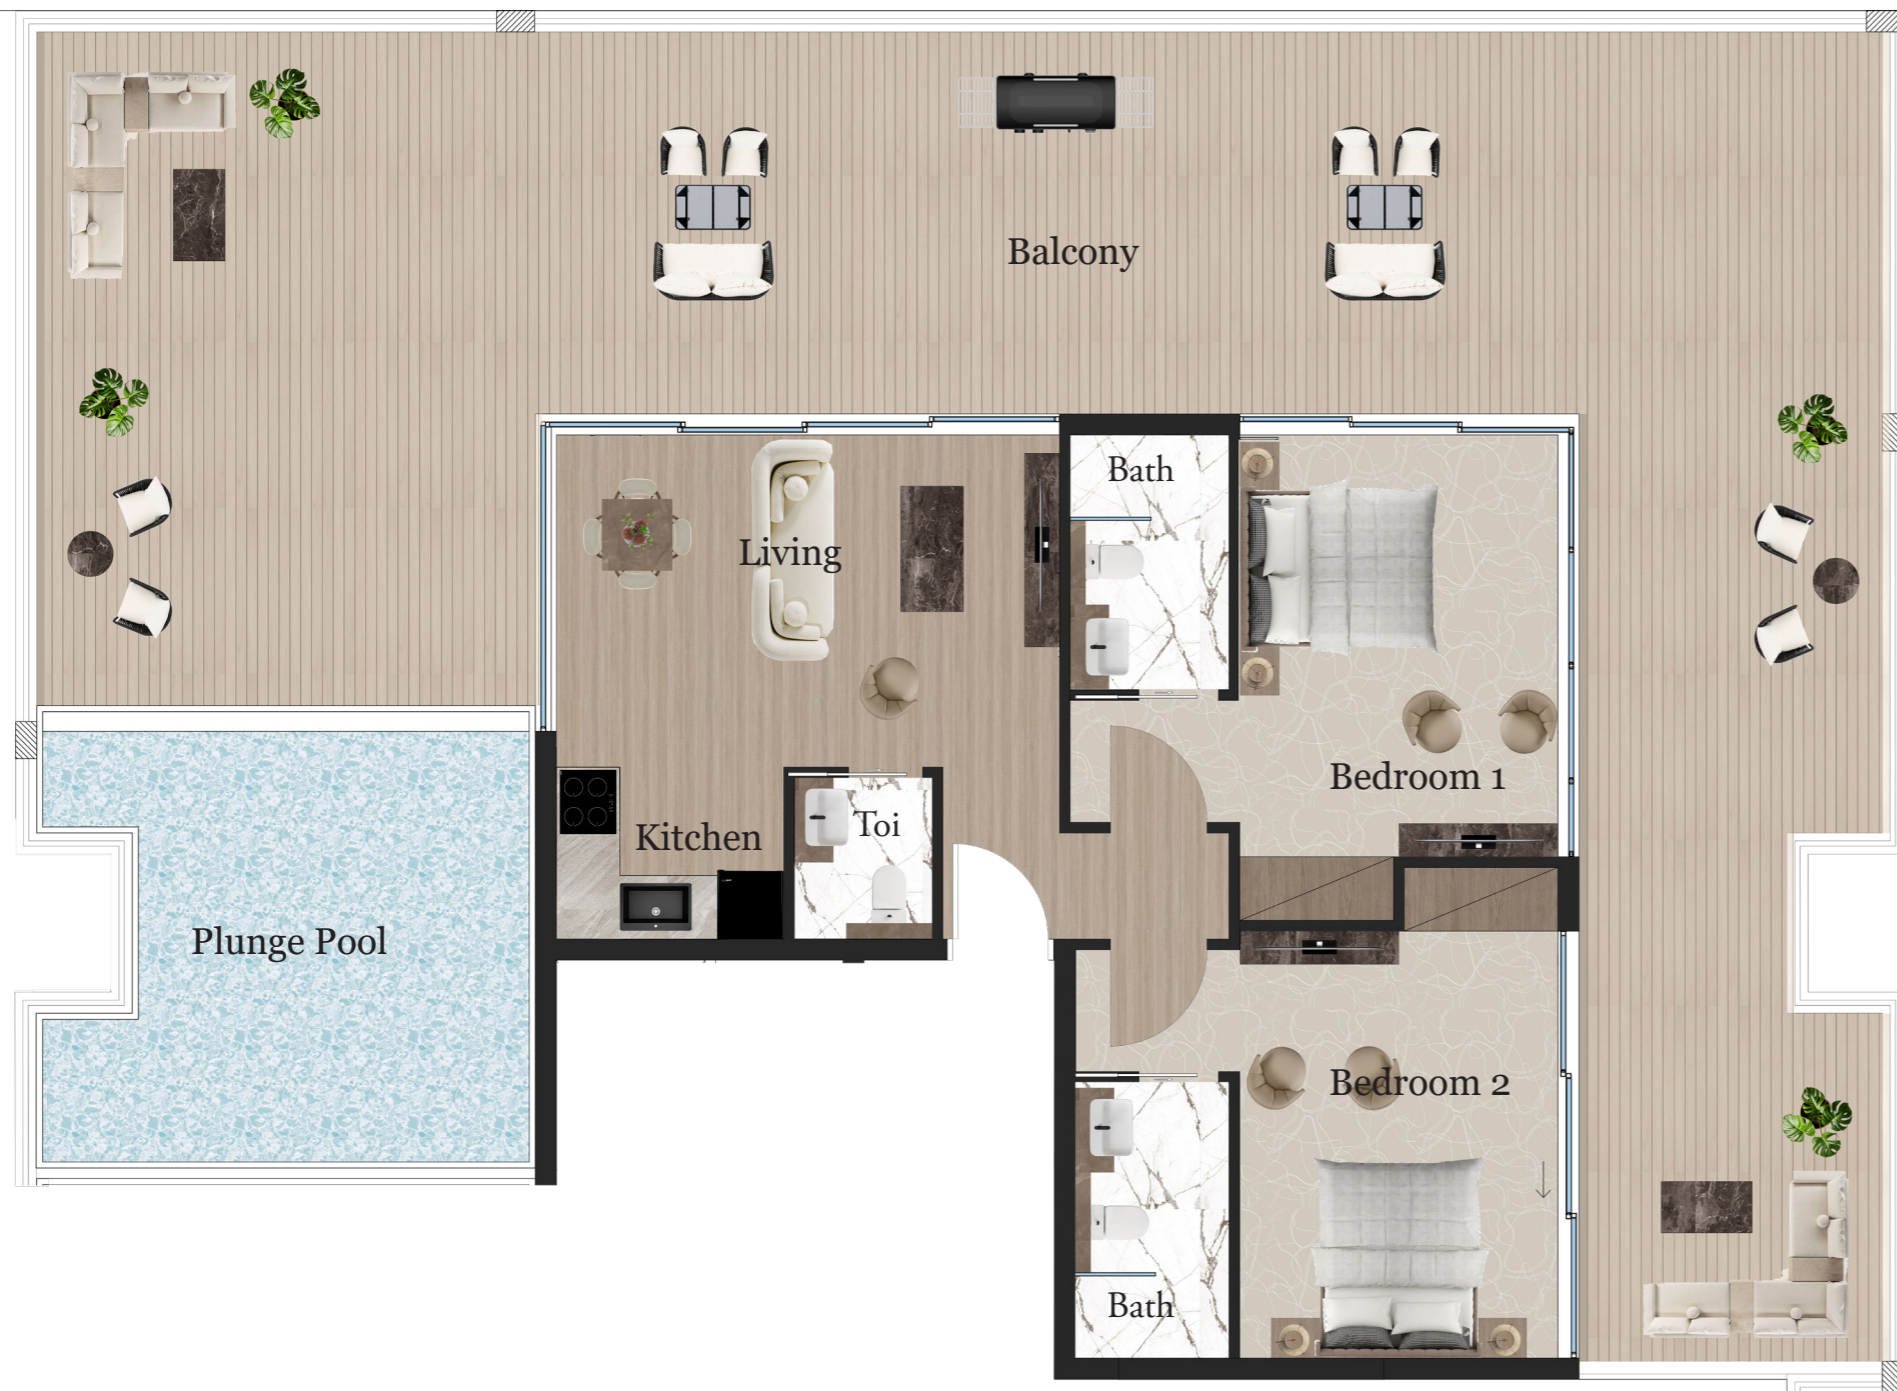 Balcony
Bath
Living
Bedroom 1
Toi
Kitchen
Plunge Pool
Bedroom 2
Bath